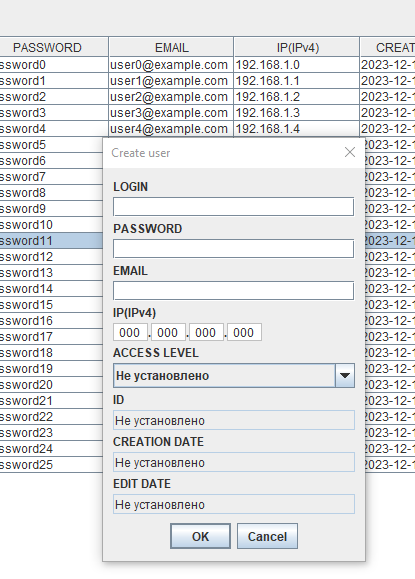 PASSWORD EMAIL IP(IPv4) CREAT
ssword0 user0@example.com 192.168.1.0 2023-12-1
ssword1 user1@example.com 192.168.1.1 2023-12-1
ssword2 user2@example.com 192.168.1.2 2023-12-1
ssword3 user3@example.com 192.168.1.3 2023-12-1
ssword4 user4@example.com 192.168.1.4 2023-12-1
ssword5 2023-12-1
ssword6 2023-12-1
ssword7 2023-12-1
ssword8 2023-12-1
ssword9 2023-12-1
ssword10 2023-12-1
ssword11 2023-12-1
ssword12 2023-12-1
ssword13 2023-12-1
ssword14 2023-12-1
ssword15 2023-12-1
ssword16 2023-12-1
ssword17 2023-12-1
ssword18 2023-12-1
ssword19 2023-12-1
ssword20 2023-12-1
ssword21 2023-12-1
ssword22 2023-12-1
ssword23 2023-12-1
ssword24 2023-12-1
ssword25 2023-12-1
Create user
LOGIN
PASSWORD
EMAIL
IP(IPv4)
000 . 000 . 000 . 000
ACCESS LEVEL
Не установлено
ID
Не установлено
CREATION DATE
Не установлено
EDIT DATE
Не установлено
OK Cancel